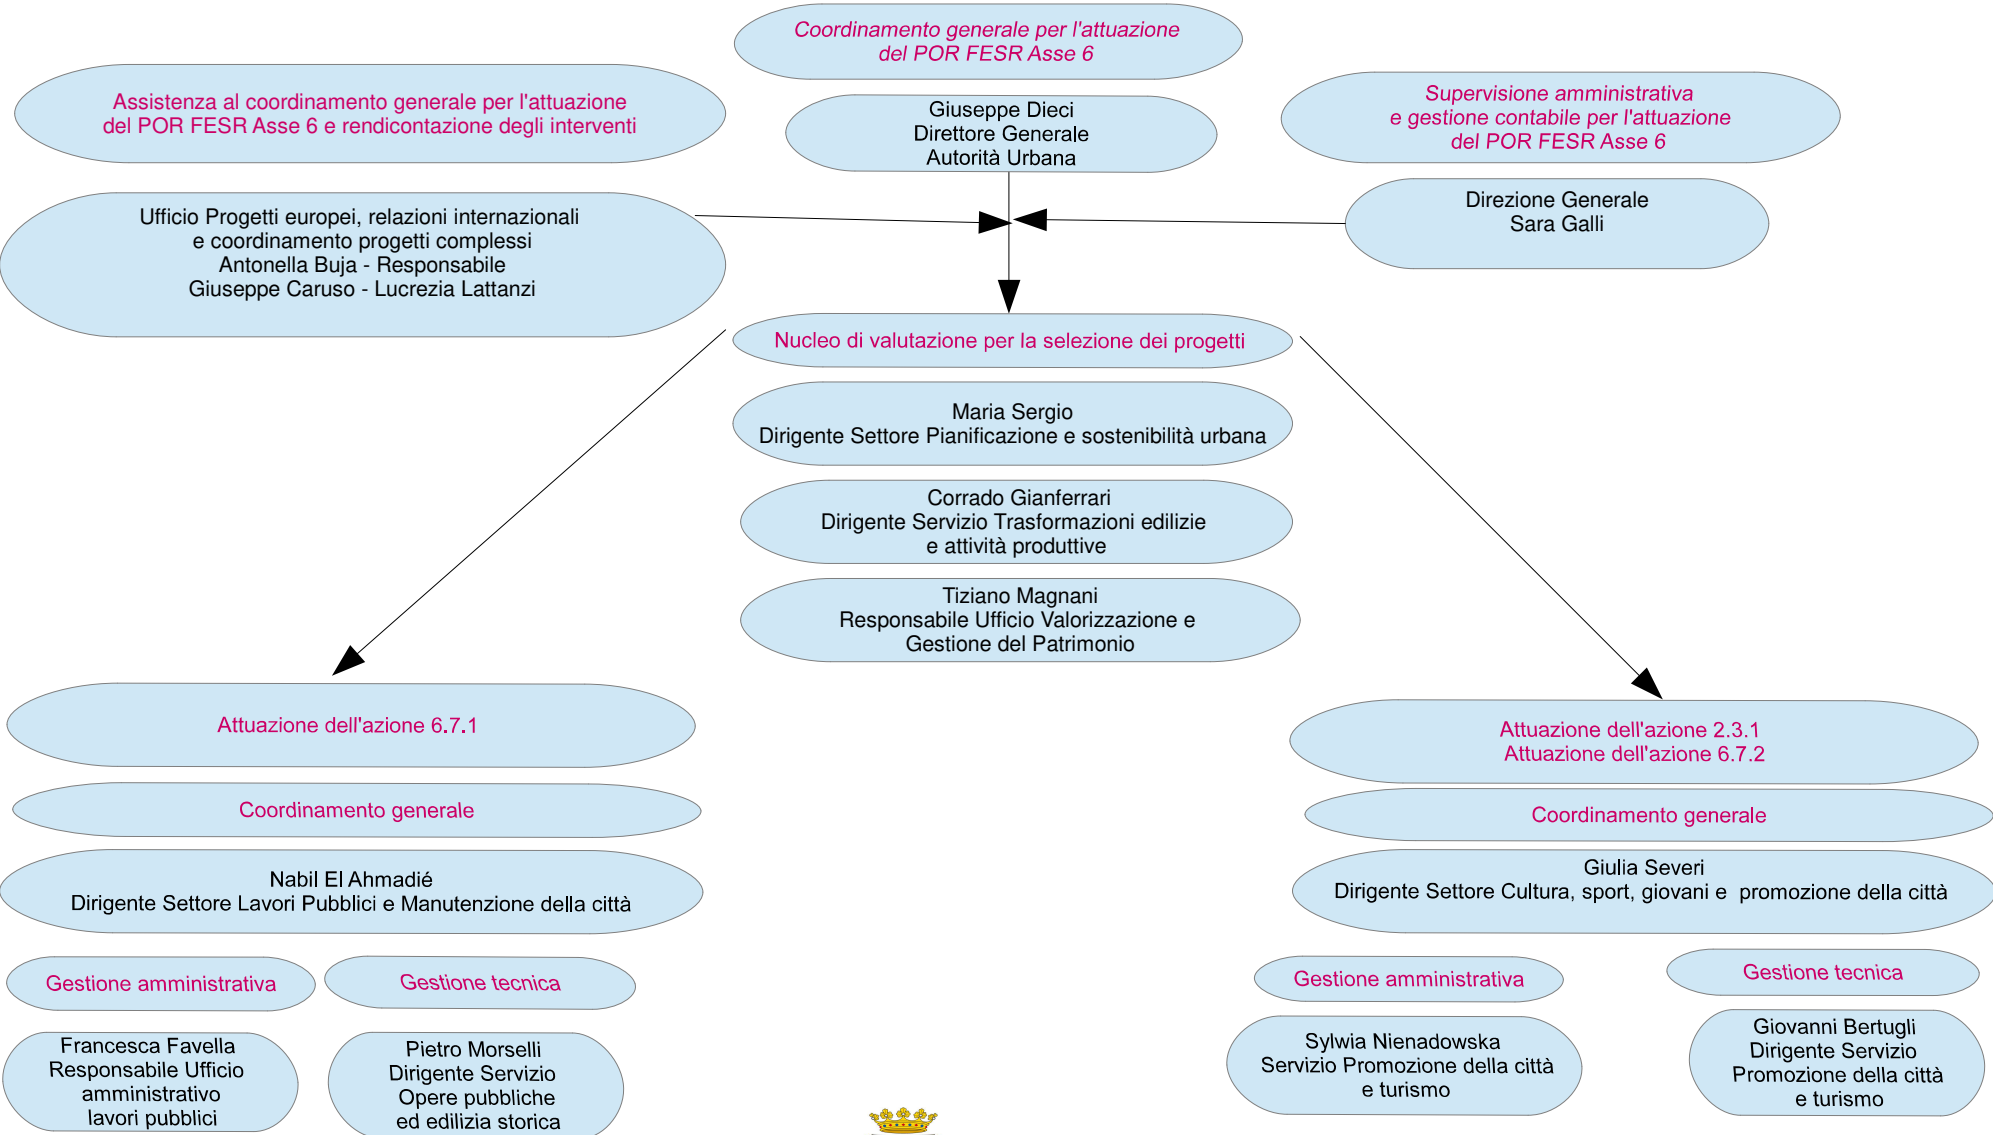 Coordinamento generale per l'attuazione
del POR FESR Asse 6
Assistenza al coordinamento generale per l'attuazione
del POR FESR Asse 6 e rendicontazione degli interventi
Giuseppe Dieci
Direttore Generale
Autorità Urbana
Supervisione amministrativa
e gestione contabile per l'attuazione
del POR FESR Asse 6
Ufficio Progetti europei, relazioni internazionali
e coordinamento progetti complessi
Antonella Buja - Responsabile
Giuseppe Caruso - Lucrezia Lattanzi
Direzione Generale
Sara Galli
Nucleo di valutazione per la selezione dei progetti
Maria Sergio
Dirigente Settore Pianificazione e sostenibilità urbana
Corrado Gianferrari
Dirigente Servizio Trasformazioni edilizie
e attività produttive
Tiziano Magnani
Responsabile Ufficio Valorizzazione e
Gestione del Patrimonio
Attuazione dell'azione 6.7.1
Coordinamento generale
Nabil El Ahmadié
Dirigente Settore Lavori Pubblici e Manutenzione della città
Gestione amministrativa
Gestione tecnica
Francesca Favella
Responsabile Ufficio
amministrativo
lavori pubblici
Pietro Morselli
Dirigente Servizio
Opere pubbliche
ed edilizia storica
Attuazione dell'azione 2.3.1
Attuazione dell'azione 6.7.2
Coordinamento generale
Giulia Severi
Dirigente Settore Cultura, sport, giovani e  promozione della città
Gestione amministrativa
Gestione tecnica
Sylwia Nienadowska
Servizio Promozione della città
e turismo
Giovanni Bertugli
Dirigente Servizio
Promozione della città
e turismo